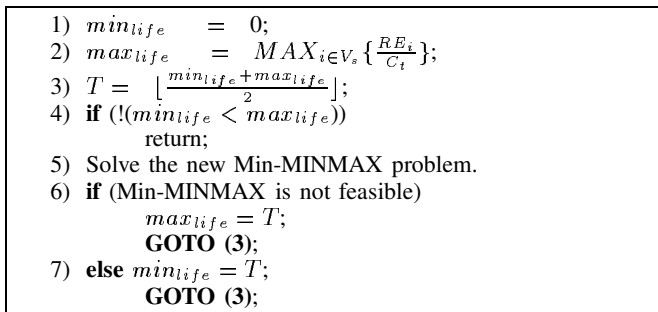 1) min_life = 0;
2) max_life = MAX_{i∈V_s}{\frac{RE_i}{C_t}};
3) T = ⌊\frac{min_life+max_life}{2}⌋;
4) if (!(min_life < max_life))
return;
5) Solve the new Min-MINMAX problem.
6) if (Min-MINMAX is not feasible)
max_life = T;
GOTO (3);
7) else min_life = T;
GOTO (3);